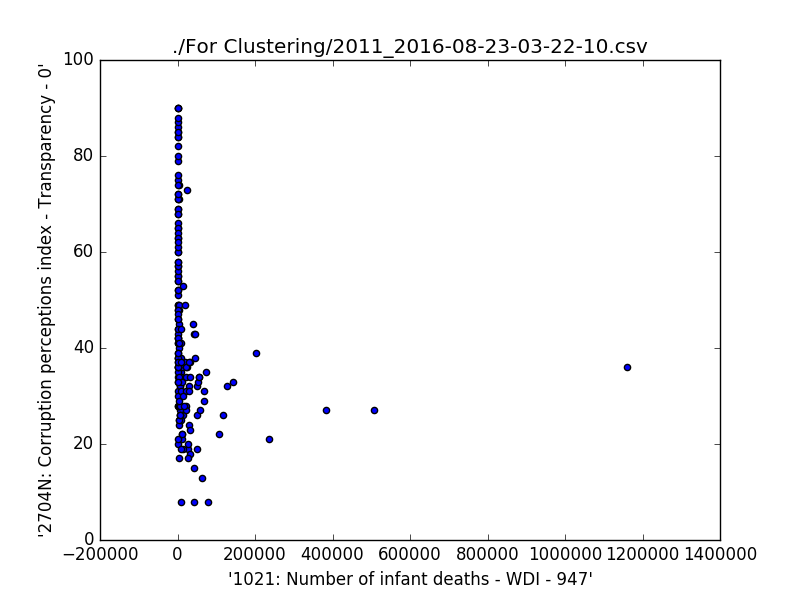 ./For Clustering/2011_2016-08-23-03-22-10.csv
100
80
60
40
20
0
'2704N: Corruption perceptions index - Transparency - 0'
−200000 0 200000 400000 600000 800000 1000000 1200000 1400000
'1021: Number of infant deaths - WDI - 947'